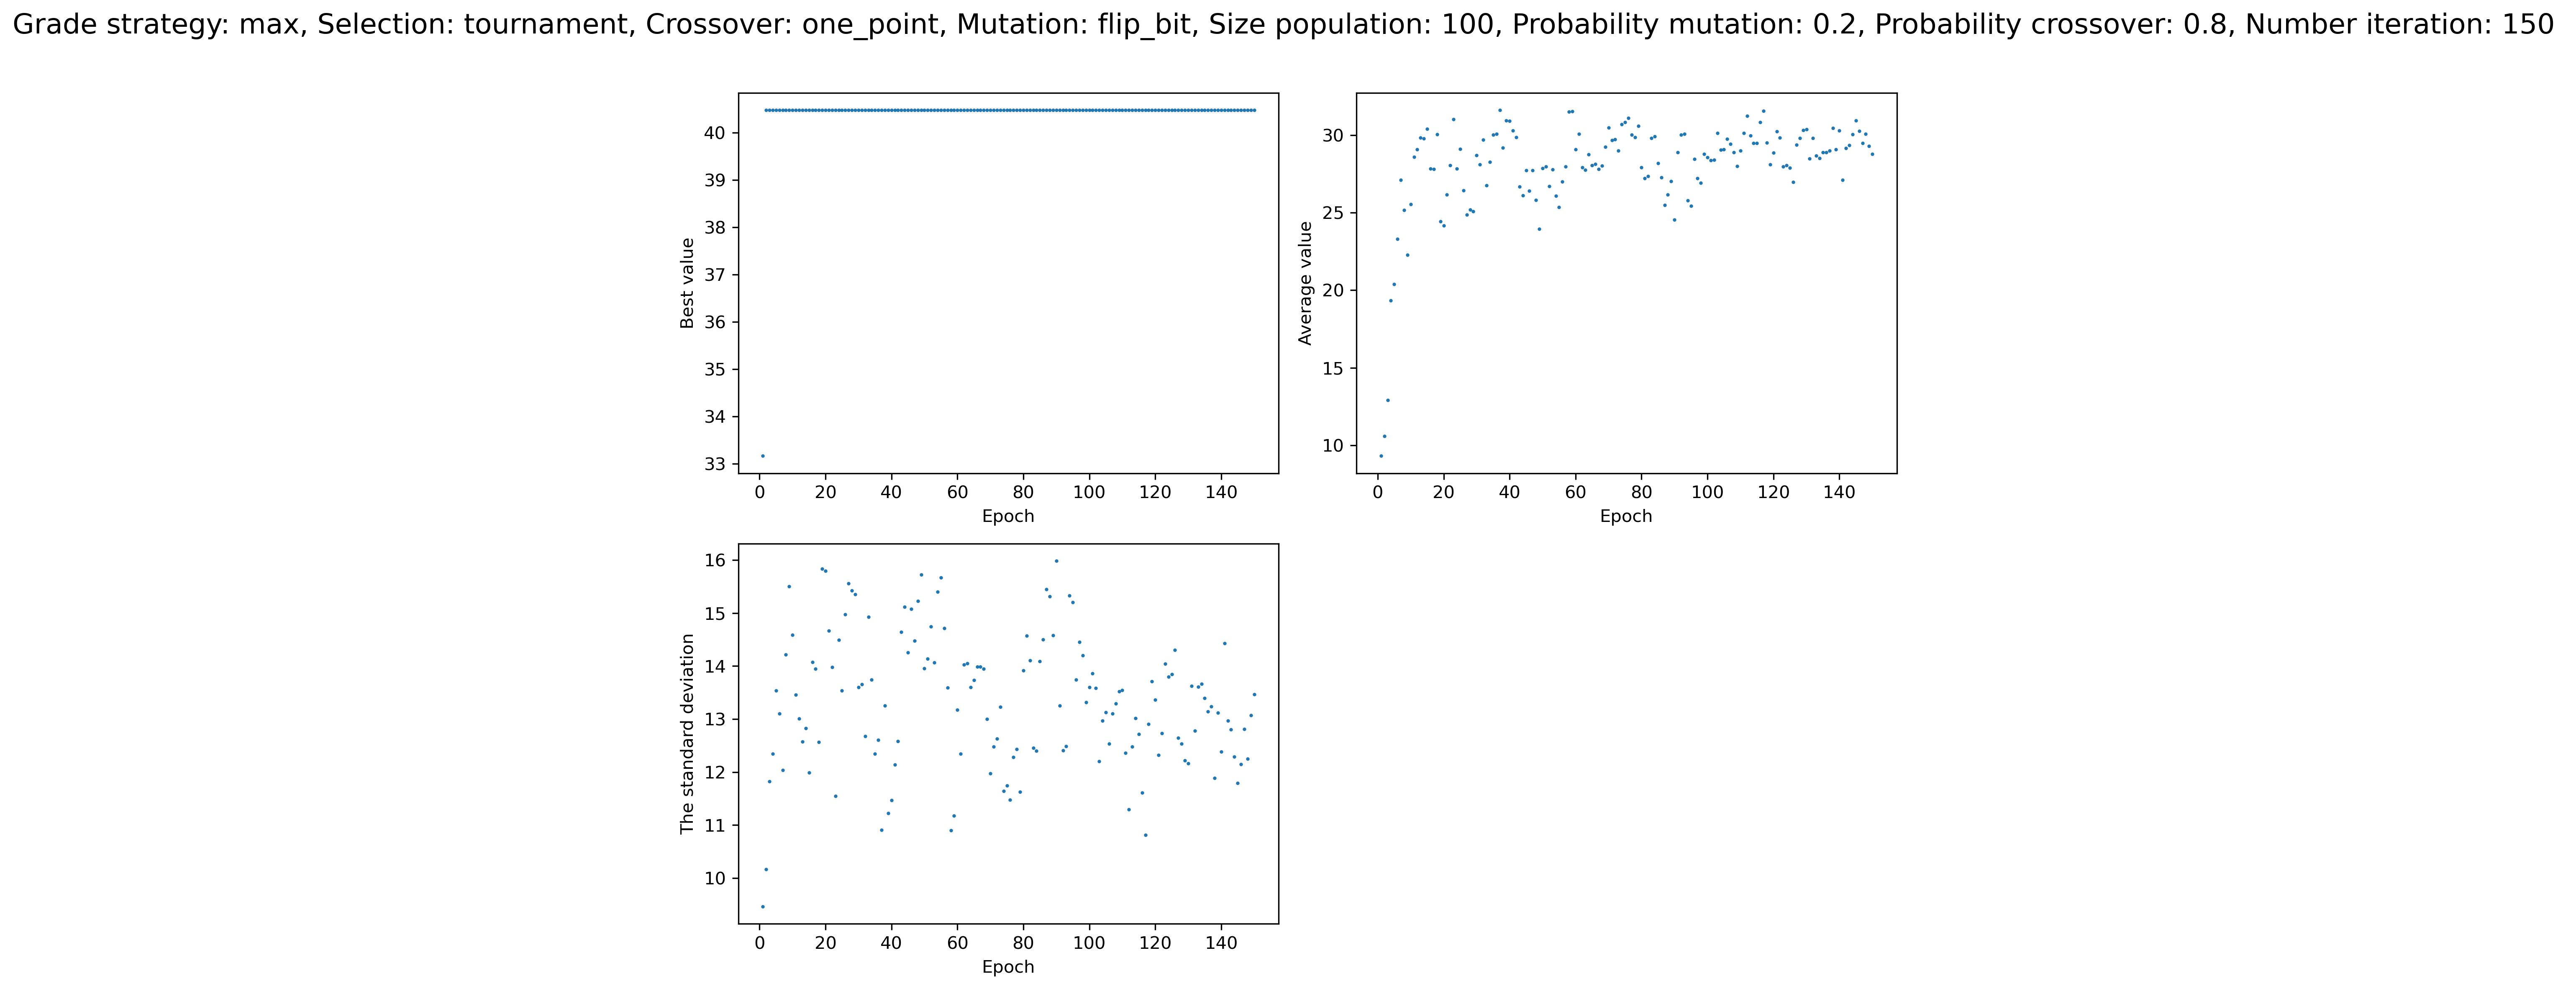 Grade strategy: max, Selection: tournament, Crossover: one_point, Mutation: flip_bit, Size population: 100, Probability mutation: 0.2, Probability crossover: 0.8, Number iteration: 150
Best value
40
39
38
37
36
35
34
33
0 20 40 60 80 100 120 140
Epoch
Average value
30
25
20
15
10
0 20 40 60 80 100 120 140
Epoch
The standard deviation
16
15
14
13
12
11
10
0 20 40 60 80 100 120 140
Epoch